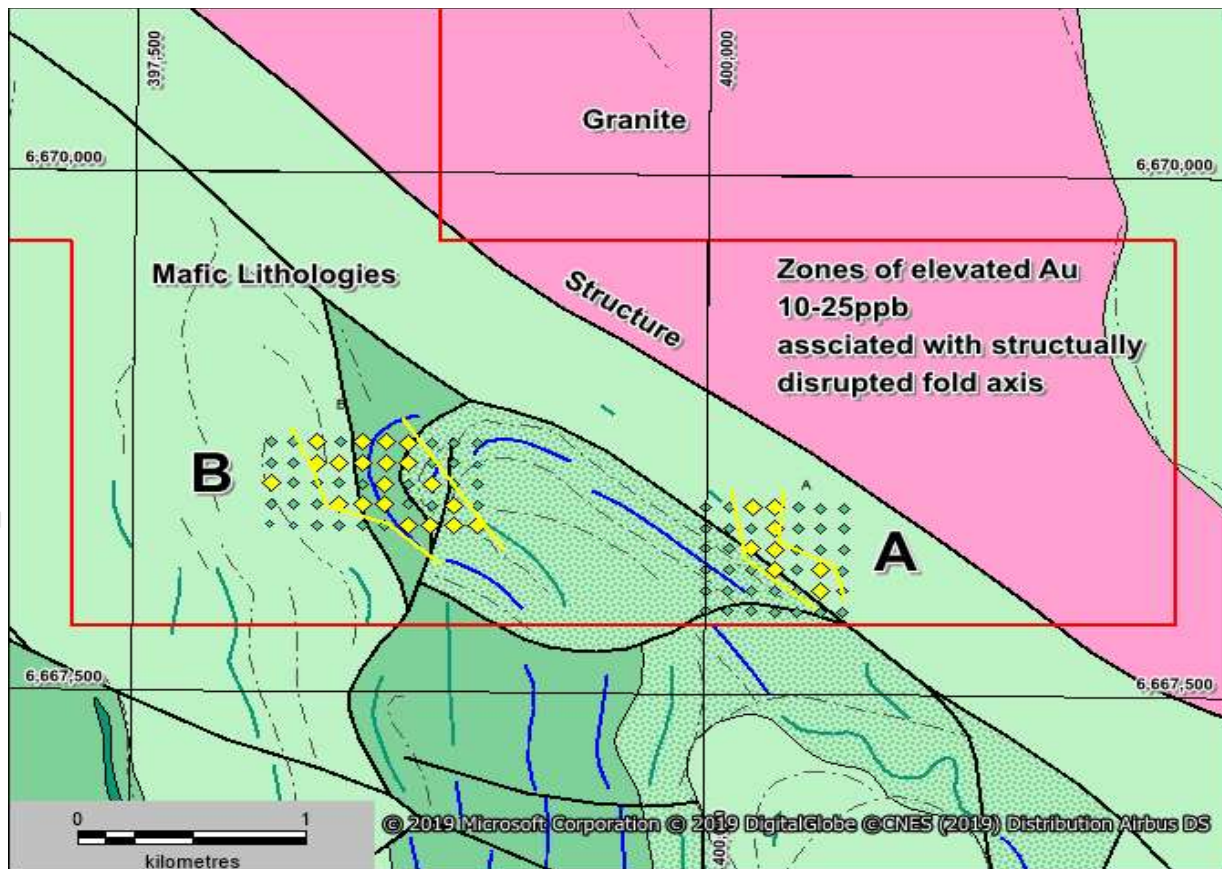 397,500
400,000
Granite
6,670,000
6,670,000
Mafic Lithologies
Structure
Zones of elevated Au
10-25ppb
assciated with structually
disrupted fold axis
B
A
B
A
6,667,500
6,667,500
0 1
kilometres
400,0
© 2019 Microsoft Corporation © 2019 DigitalGlobe ©CNES (2019) Distribution Airbus DS